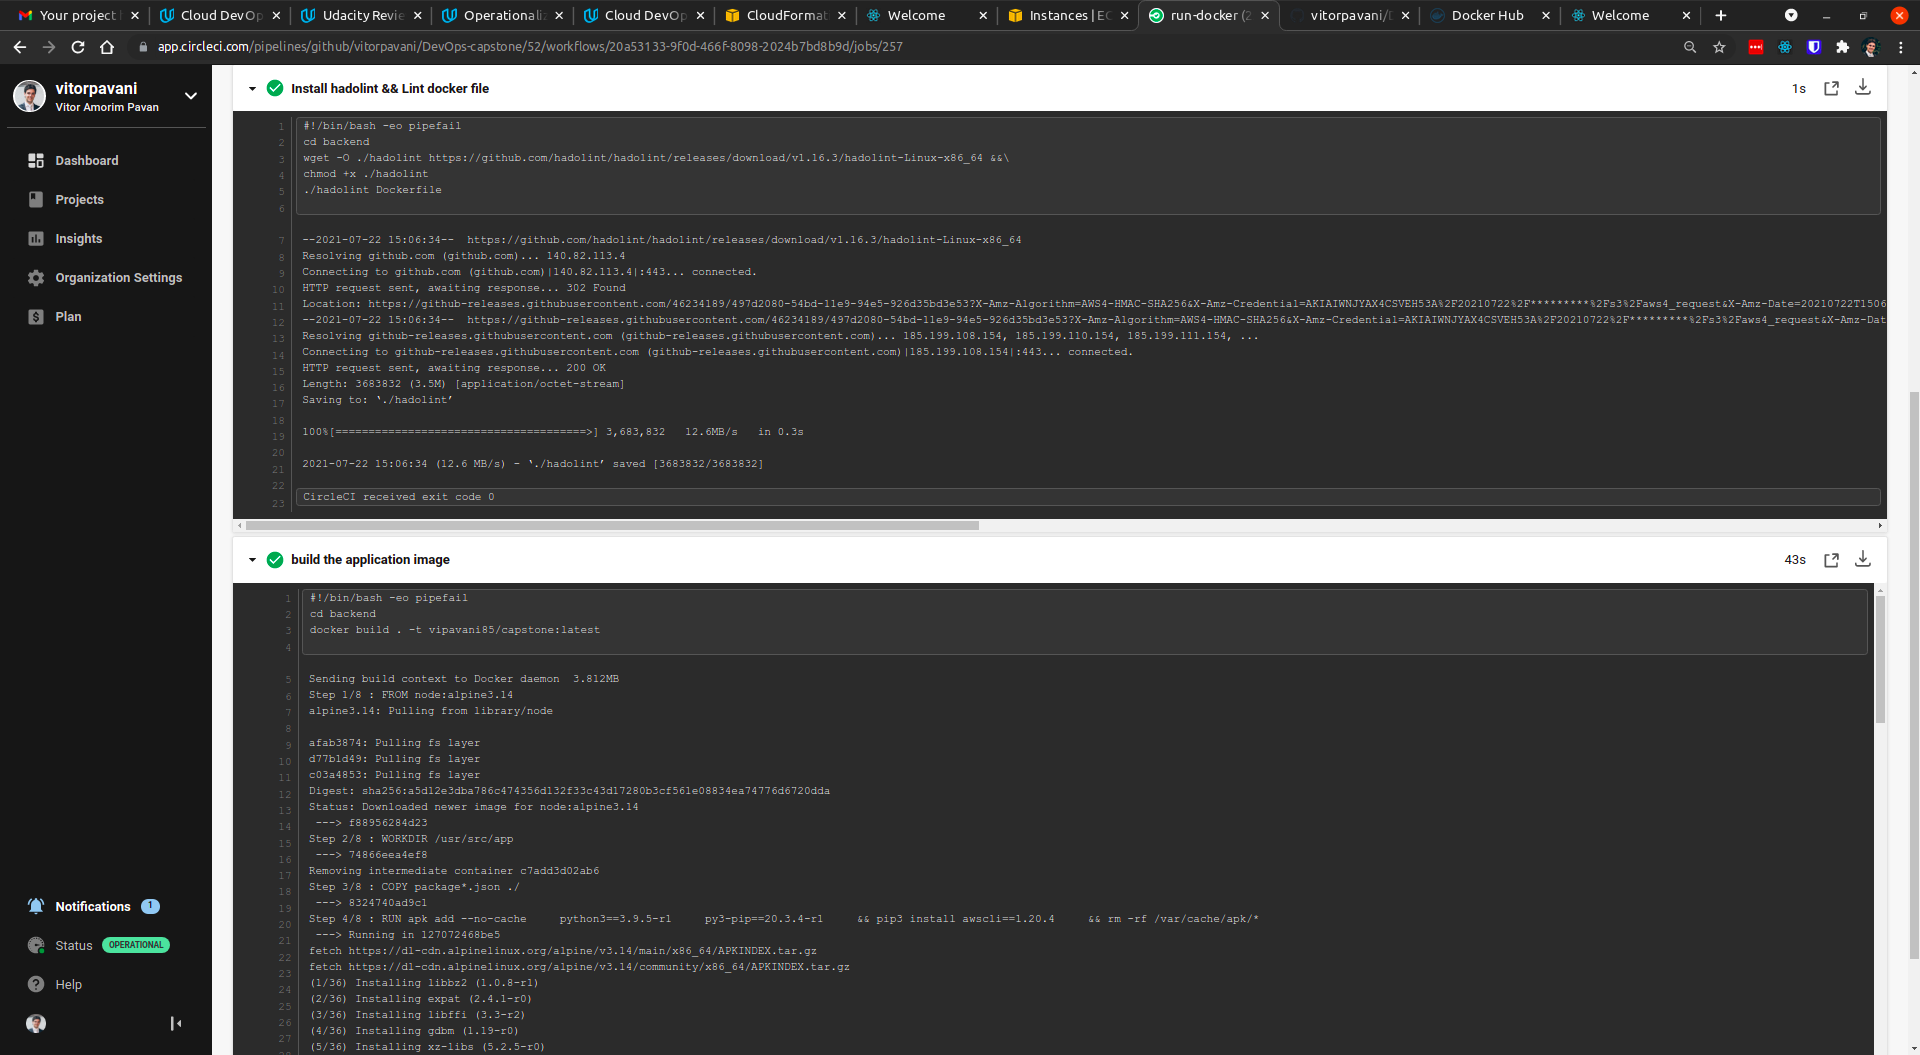 Your project
Cloud DevOp
Udacity Revie
Operationali
Cloud DevOp
CloudFormat
Welcome
Instances | EC
run-docker (2
vitorpavani/D
Docker Hub
Welcome
app.circleci.com/pipelines/github/vitorpavani/DevOps-capstone/52/workflows/20a53133-9f0d-466f-8098-2024b7bd8b9d/jobs/257
vitorpavani
Vitor Amorim Pavan
Dashboard
Projects
Insights
Organization Settings
Plan
Notifications 1
Status OPERATIONAL
Help
Install hadolint && Lint docker file
1s
1 #!/bin/bash -eo pipefail
2 cd backend
3 wget -O ./hadolint https://github.com/hadolint/hadolint/releases/download/v1.16.3/hadolint-Linux-x86_64 &&\
4 chmod +x ./hadolint
5 ./hadolint Dockerfile
6
7 --2021-07-22 15:06:34--  https://github.com/hadolint/hadolint/releases/download/v1.16.3/hadolint-Linux-x86_64
8 Resolving github.com (github.com)... 140.82.113.4
9 Connecting to github.com (github.com)|140.82.113.4|:443... connected.
10 HTTP request sent, awaiting response... 302 Found
11 Location: https://github-releases.githubusercontent.com/46234189/497d2080-54bd-11e9-94e5-926d35bd3e53?X-Amz-Algorithm=AWS4-HMAC-SHA256&X-Amz-Credential=AKIAIWNJYAX4CSVEH53A%2F20210722%2F*********%2Fs3%2Faws4_request&X-Amz-Date=20210722T1506
12 --2021-07-22 15:06:34--  https://github-releases.githubusercontent.com/46234189/497d2080-54bd-11e9-94e5-926d35bd3e53?X-Amz-Algorithm=AWS4-HMAC-SHA256&X-Amz-Credential=AKIAIWNJYAX4CSVEH53A%2F20210722%2F*********%2Fs3%2Faws4_request&X-Amz-Dat
13 Resolving github-releases.githubusercontent.com (github-releases.githubusercontent.com)... 185.199.108.154, 185.199.110.154, 185.199.111.154, ...
14 Connecting to github-releases.githubusercontent.com (github-releases.githubusercontent.com)|185.199.108.154|:443... connected.
15 HTTP request sent, awaiting response... 200 OK
16 Length: 3683832 (3.5M) [application/octet-stream]
17 Saving to: ‘./hadolint’
18
19 100%[======================================>] 3,683,832   12.6MB/s   in 0.3s
20
21 2021-07-22 15:06:34 (12.6 MB/s) - ‘./hadolint’ saved [3683832/3683832]
22
23 CircleCI received exit code 0
build the application image
43s
1 #!/bin/bash -eo pipefail
2 cd backend
3 docker build . -t vipavani85/capstone:latest
4
5 Sending build context to Docker daemon  3.812MB
6 Step 1/8 : FROM node:alpine3.14
7 alpine3.14: Pulling from library/node
8
9 afab3874: Pulling fs layer
10 d77b1d49: Pulling fs layer
11 c03a4853: Pulling fs layer
12 Digest: sha256:a5d12e3dba786c474356d132f33c43d17280b3cf561e08834ea74776d6720dda
13 Status: Downloaded newer image for node:alpine3.14
14 ---> f88956284d23
15 Step 2/8 : WORKDIR /usr/src/app
16 ---> 74866eea4ef8
17 Removing intermediate container c7add3d02ab6
18 Step 3/8 : COPY package*.json ./
19 ---> 8324740ad9c1
20 Step 4/8 : RUN apk add --no-cache     python3==3.9.5-r1     py3-pip==20.3.4-r1     && pip3 install awscli==1.20.4     && rm -rf /var/cache/apk/*
21 ---> Running in 127072468be5
22 fetch https://dl-cdn.alpinelinux.org/alpine/v3.14/main/x86_64/APKINDEX.tar.gz
23 fetch https://dl-cdn.alpinelinux.org/alpine/v3.14/community/x86_64/APKINDEX.tar.gz
24 (1/36) Installing libbz2 (1.0.8-r1)
25 (2/36) Installing expat (2.4.1-r0)
26 (3/36) Installing libffi (3.3-r2)
27 (4/36) Installing gdbm (1.19-r0)
(5/36) Installing xz-libs (5.2.5-r0)